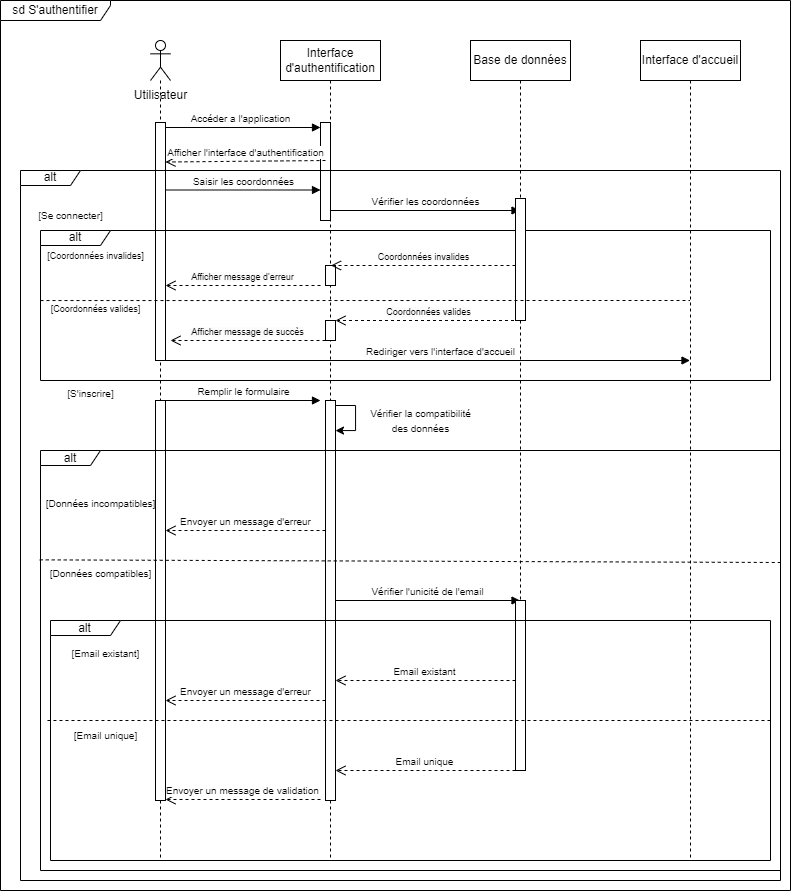 sd S'authentifier
Utilisateur
Interface
d'authentification
Base de données
Interface d'accueil
Accéder a l'application
Afficher l'interface d'authentification
alt
Saisir les coordonnées
Vérifier les coordonnées
[Se connecter]
alt
[Coordonnées invalides]
Coordonnées invalides
Afficher message d'erreur
[Coordonnées valides]
Coordonnées valides
Afficher message de succès
Rediriger vers l'interface d'accueil
[S'inscrire]
Remplir le formulaire
Vérifier la compatibilité
des données
alt
[Données incompatibles]
Envoyer un message d'erreur
[Données compatibles]
Vérifier l'unicité de l'email
alt
[Email existant]
Email existant
Envoyer un message d'erreur
[Email unique]
Email unique
Envoyer un message de validation